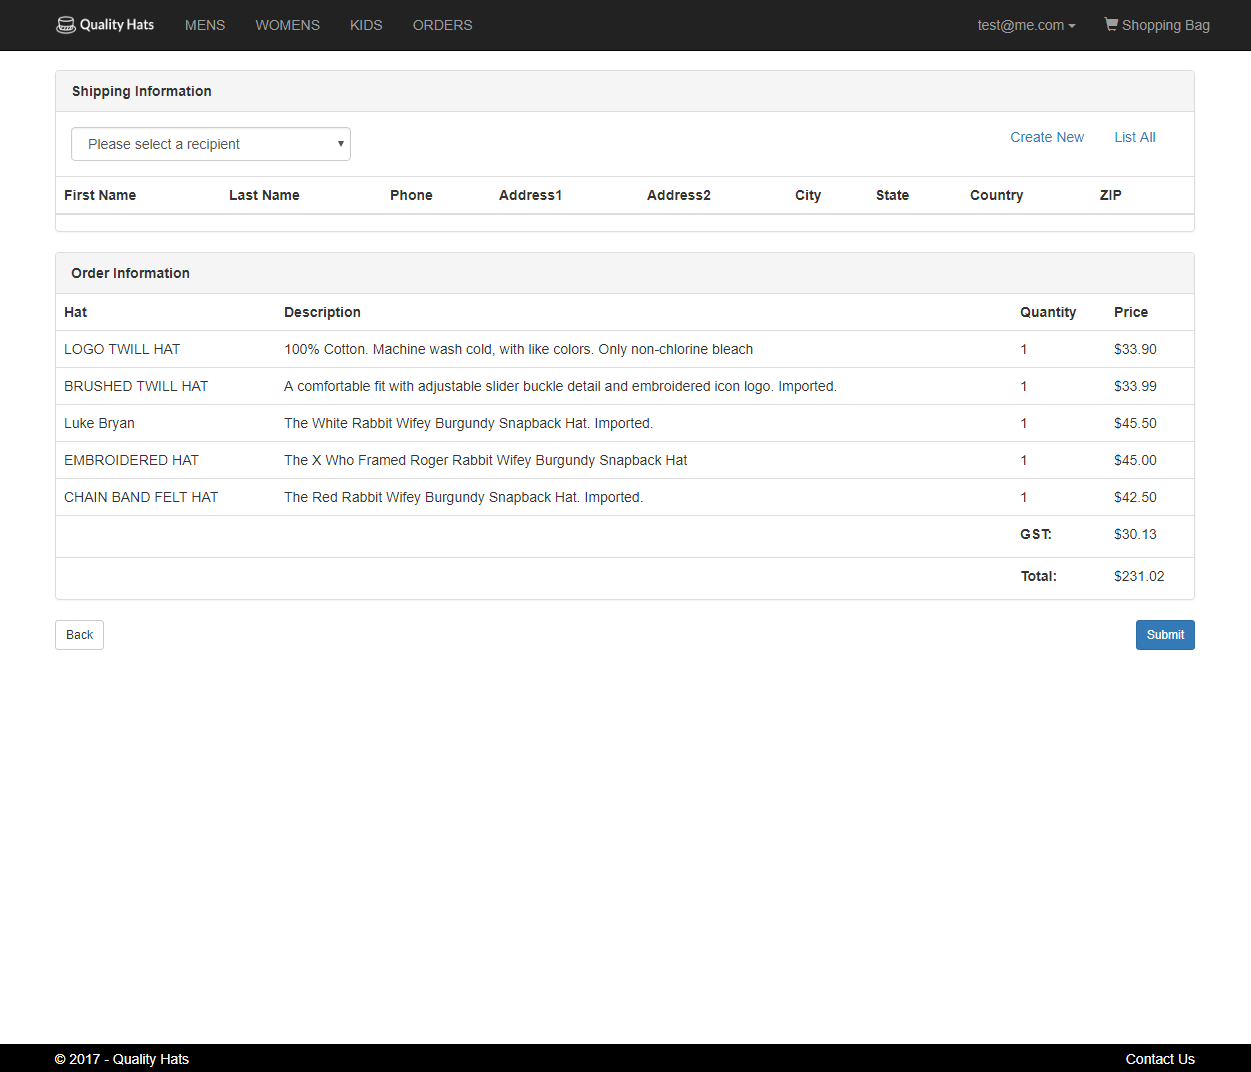 Quality Hats MENS WOMENS KIDS ORDERS test@me.com Shopping Bag
Shipping Information
Please select a recipient Create New List All
First Name Last Name Phone Address1 Address2 City State Country ZIP
Order Information
Hat Description Quantity Price
LOGO TWILL HAT 100% Cotton. Machine wash cold, with like colors. Only non-chlorine bleach 1 $33.90
BRUSHED TWILL HAT A comfortable fit with adjustable slider buckle detail and embroidered icon logo. Imported. 1 $33.99
Luke Bryan The White Rabbit Wifey Burgundy Snapback Hat. Imported. 1 $45.50
EMBROIDERED HAT The X Who Framed Roger Rabbit Wifey Burgundy Snapback Hat 1 $45.00
CHAIN BAND FELT HAT The Red Rabbit Wifey Burgundy Snapback Hat. Imported. 1 $42.50
GST: $30.13
Total: $231.02
Back Submit
© 2017 - Quality Hats Contact Us